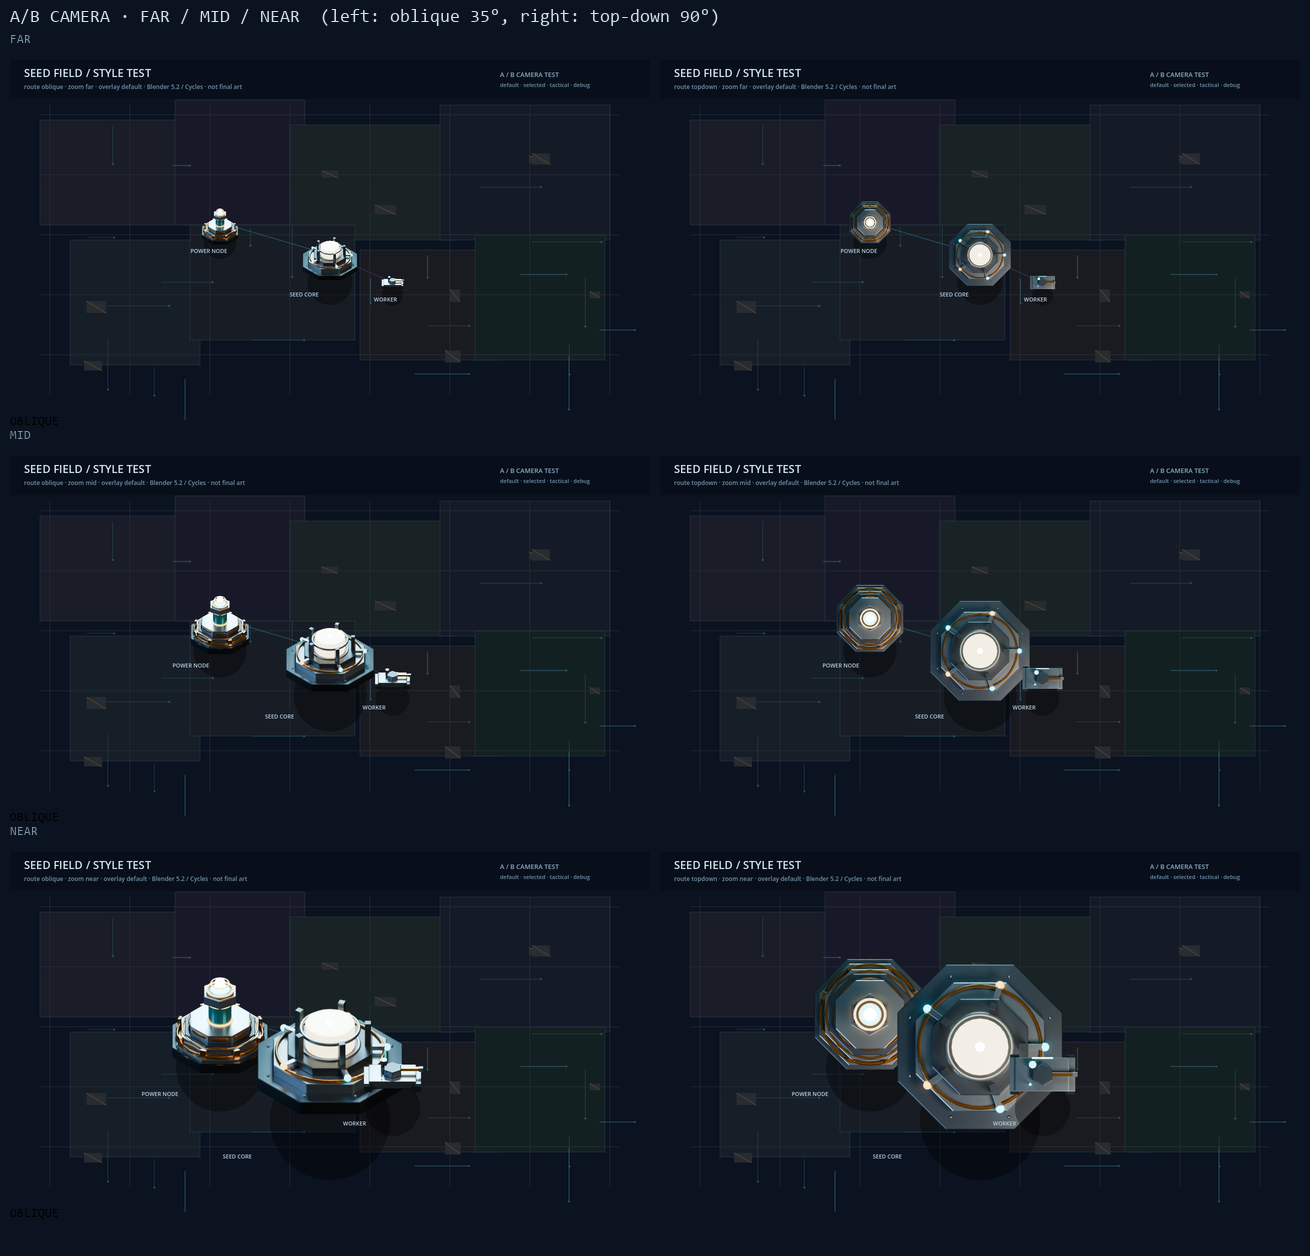 A/B CAMERA · FAR / MID / NEAR (left: oblique 35°, right: top-down 90°)
FAR
SEED FIELD / STYLE TEST
route oblique · zoom far · overlay default · Blender 5.2 / Cycles · not final art
A / B CAMERA TEST
default · selected · tactical · debug
POWER NODE
SEED CORE
WORKER
SEED FIELD / STYLE TEST
route topdown · zoom far · overlay default · Blender 5.2 / Cycles · not final art
A / B CAMERA TEST
default · selected · tactical · debug
POWER NODE
SEED CORE
WORKER
OBLIQUE
MID
SEED FIELD / STYLE TEST
route oblique · zoom mid · overlay default · Blender 5.2 / Cycles · not final art
A / B CAMERA TEST
default · selected · tactical · debug
POWER NODE
WORKER
SEED CORE
SEED FIELD / STYLE TEST
route topdown · zoom mid · overlay default · Blender 5.2 / Cycles · not final art
A / B CAMERA TEST
default · selected · tactical · debug
POWER NODE
WORKER
SEED CORE
OBLIQUE
NEAR
SEED FIELD / STYLE TEST
route oblique · zoom near · overlay default · Blender 5.2 / Cycles · not final art
A / B CAMERA TEST
default · selected · tactical · debug
POWER NODE
WORKER
SEED CORE
SEED FIELD / STYLE TEST
route topdown · zoom near · overlay default · Blender 5.2 / Cycles · not final art
A / B CAMERA TEST
default · selected · tactical · debug
POWER NODE
WORKER
SEED CORE
OBLIQUE